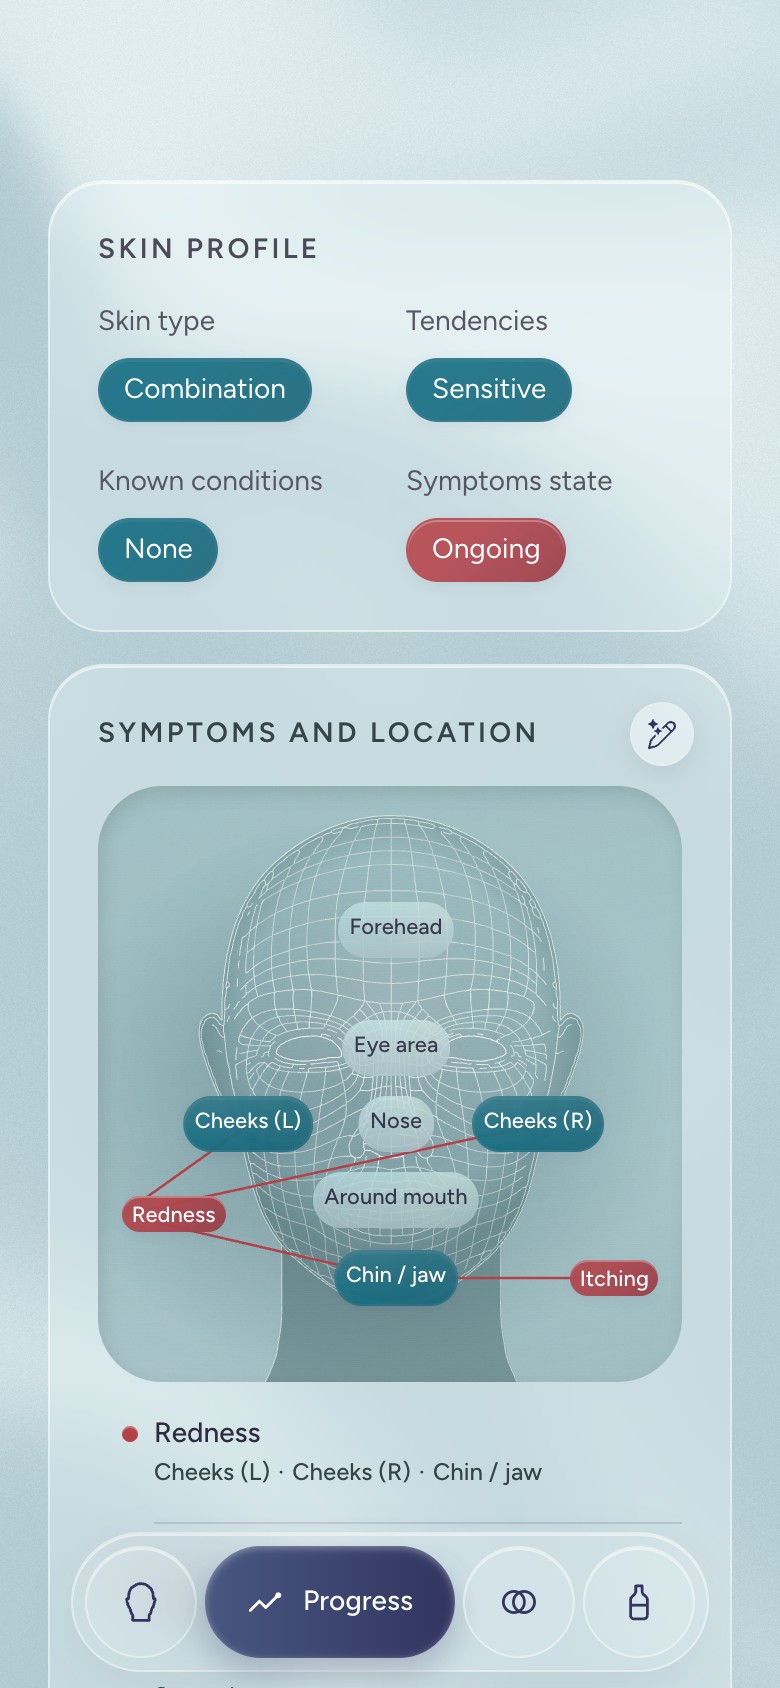 SKIN PROFILE
Skin type
Tendencies
Combination
Sensitive
Known conditions
Symptoms state
None
Ongoing
SYMPTOMS AND LOCATION
Forehead
Eye area
Cheeks (L)
Nose
Cheeks (R)
Around mouth
Redness
Chin / jaw
Itching
Redness
Cheeks (L) · Cheeks (R) · Chin / jaw
Progress